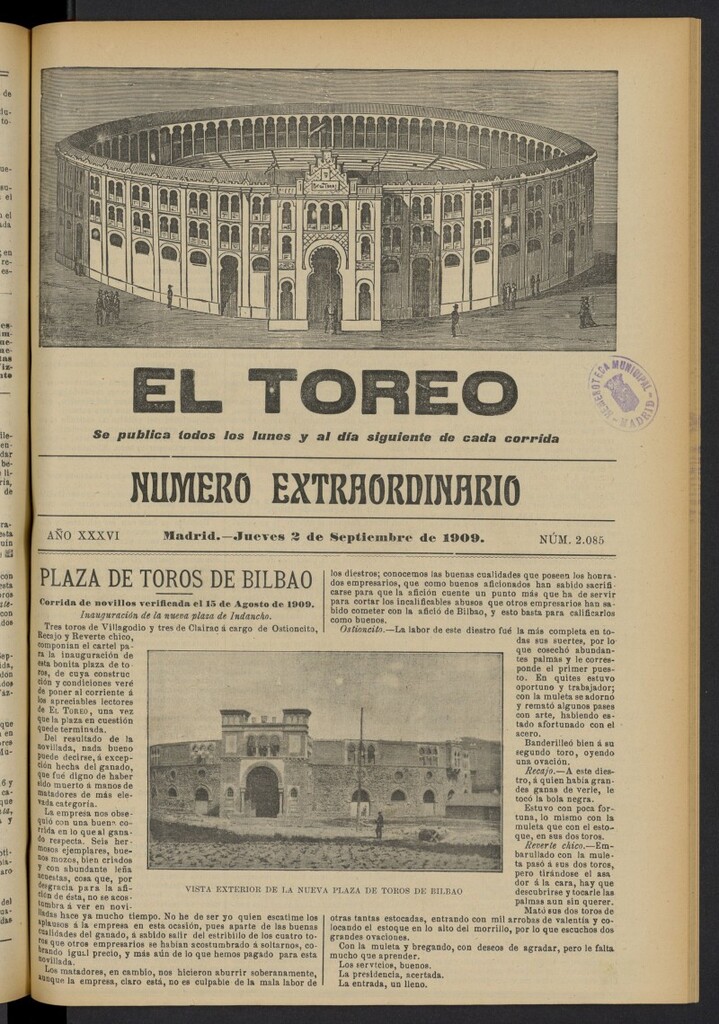 EL TOREO
Se publica todos los lunes y al día siguiente de cada corrida
NUMERO EXTRAORDINARIO
AÑO XXXVI
Madrid.—Jueves 2 de Septiembre de 1909.
NÚM. 2.085
HEMEROTECA MUNICIPAL
MADRID
PLAZA DE TOROS DE BILBAO
Corrida de novillos verificada el 15 de Agosto de 1909.
Inauguración de la nueva plaza de Indaucho.
Tres toros de Villagodio y tres de Clairac á cargo de Ostioncito,
Recajo y Reverte chico,
componian el cartel pa-
ra la inauguración de
esta bonita plaza de to-
ros, de cuya construc-
ción y condiciones veré
de poner al corriente á
los apreciables lectores
de EL TOREO, una vez
que la plaza en cuestión
quede terminada.
Del resultado de la
novillada, nada bueno
puede decirse, á excep-
ción hecha del ganado,
que fué digno de haber
sido muerto á manos de
matadores de más ele-
vada categoría.
La empresa nos obse-
quió con una buena co-
rrida en lo que al gana-
do respecta. Seis her-
mosos ejemplares, bue-
nos mozos, bien criados
y con abundante leña
acuestas, cosa que, por
desgracia para la afi-
ción de ésta, no se acos-
tumbra á ver en novi-
lladas hace ya mucho tiempo. No he de ser yo quien escatime los
aplausos á la empresa en esta ocasión, pues aparte de las buenas
cualidades del ganado, á sabido salir del estribillo de los cuatro to-
ros que otros empresarios se habían acostumbrado á soltarnos, co-
brando igual precio, y más aún de lo que hemos pagado para esta
novillada.
Los matadores, en cambio, nos hicieron aburrir soberanamente,
aunque la empresa, claro está, no es culpable de la mala labor de
los diestros; conocemos las buenas cualidades que poseen los honra-
dos empresarios, que como buenos aficionados han sabido sacrifi-
carse para que la afición cuente un punto más que ha de servir
para cortar los incalificables abusos que otros empresarios han sa-
bido cometer con la afició de Bilbao, y esto basta para calificarlos
como buenos.
Ostioncito.—La labor de este diestro fué la más completa en to-
das sus suertes, por lo
que cosechó abundan-
tes palmas y le corres-
ponde el primer pues-
to. En quites estuvo
oportuno y trabajador;
con la muleta se adornó
y remató algunos pases
con arte, habiendo es-
tado afortunado con el
acero.
Banderilleó bien á su
segundo toro, oyendo
una ovación.
Recajo.—A este dies-
tro, á quien había gran-
des ganas de verle, le
tocó la bola negra.
Estuvo con poca for-
tuna, lo mismo con la
muleta que con el esto-
que, en sus dos toros.
Reverte chico.—Em-
barullado con la mule-
ta pasó á sus dos toros,
pero tirándose el asa-
dor á la cara, hay que
descubrirse y tocarle las
palmas aun sin querer.
Mató sus dos toros de
otras tantas estocadas, entrando con mil arrobas de valentía y co-
locando el estoque en lo alto del morrillo, por lo que escuchos dos
grandes ovaciones.
Con la muleta y bregando, con deseos de agradar, pero le falta
mucho que aprender.
Los servicios, buenos.
La presidencia, acertada.
La entrada, un lleno.
VISTA EXTERIOR DE LA NUEVA PLAZA DE TOROS DE BILBAO